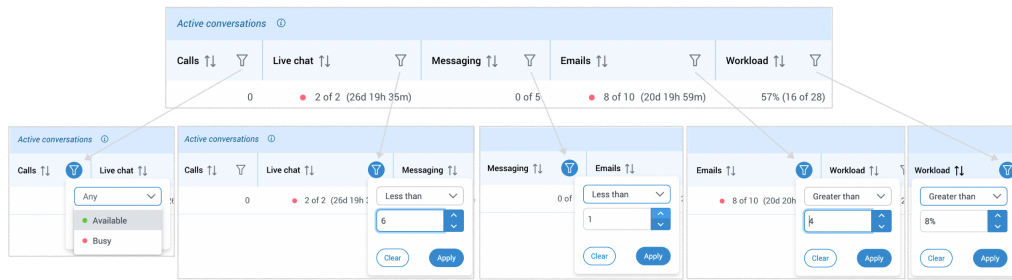 Active conversations
Calls Live chat Messaging Emails Workload
0 2 of 2 (26d 19h 35m) 0 of 5 8 of 10 (20d 19h 59m) 57% (16 of 28)
Active conversations
Calls Live chat
Any
Available
Busy
Active conversations
Calls Live chat Messaging
0 2 of 2 (26d 19h
Less than
6
Clear Apply
Messaging Emails
0 of
Less than
1
Clear Apply
Emails Workload
8 of 10 (20d 20h
Greater than
4
Clear Apply
Workload
Greater than
8%
Clear Apply